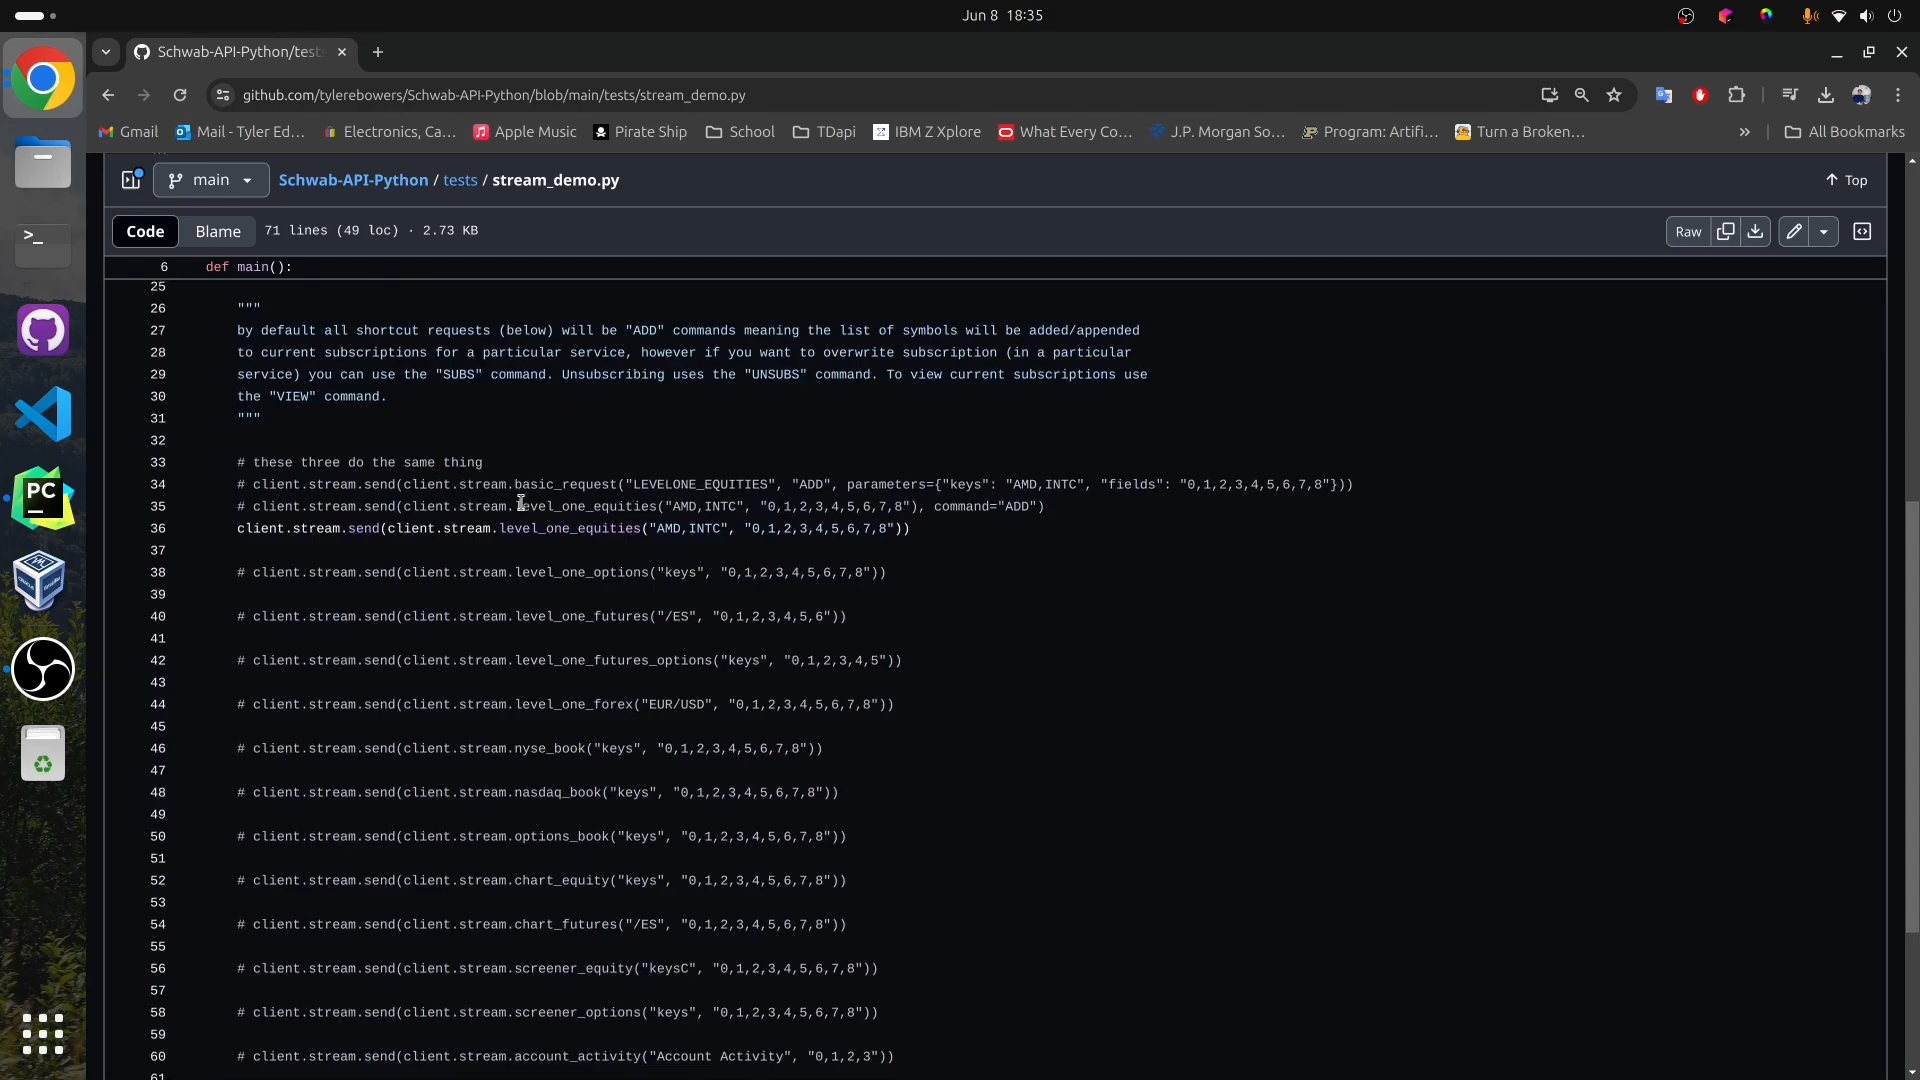 Jun 8 18:35
Schwab-API-Python/test
github.com/tylerebowers/Schwab-API-Python/blob/main/tests/stream_demo.py
Gmail Mail - Tyler Ed... Electronics, Ca... Apple Music Pirate Ship School TDapi IBM Z Xplore What Every Co... J.P. Morgan So... Program: Artifi... Turn a Broken... » All Bookmarks
main Schwab-API-Python / tests / stream_demo.py Top
Code Blame 71 lines (49 loc) · 2.73 KB Raw
6 def main():
25
26 """
27 by default all shortcut requests (below) will be "ADD" commands meaning the list of symbols will be added/appended
28 to current subscriptions for a particular service, however if you want to overwrite subscription (in a particular
29 service) you can use the "SUBS" command. Unsubscribing uses the "UNSUBS" command. To view current subscriptions use
30 the "VIEW" command.
31 """
32
33 # these three do the same thing
34 # client.stream.send(client.stream.basic_request("LEVELONE_EQUITIES", "ADD", parameters={"keys": "AMD,INTC", "fields": "0,1,2,3,4,5,6,7,8"}))
35 # client.stream.send(client.stream.level_one_equities("AMD,INTC", "0,1,2,3,4,5,6,7,8"), command="ADD")
36 client.stream.send(client.stream.level_one_equities("AMD,INTC", "0,1,2,3,4,5,6,7,8"))
37
38 # client.stream.send(client.stream.level_one_options("keys", "0,1,2,3,4,5,6,7,8"))
39
40 # client.stream.send(client.stream.level_one_futures("/ES", "0,1,2,3,4,5,6"))
41
42 # client.stream.send(client.stream.level_one_futures_options("keys", "0,1,2,3,4,5"))
43
44 # client.stream.send(client.stream.level_one_forex("EUR/USD", "0,1,2,3,4,5,6,7,8"))
45
46 # client.stream.send(client.stream.nyse_book("keys", "0,1,2,3,4,5,6,7,8"))
47
48 # client.stream.send(client.stream.nasdaq_book("keys", "0,1,2,3,4,5,6,7,8"))
49
50 # client.stream.send(client.stream.options_book("keys", "0,1,2,3,4,5,6,7,8"))
51
52 # client.stream.send(client.stream.chart_equity("keys", "0,1,2,3,4,5,6,7,8"))
53
54 # client.stream.send(client.stream.chart_futures("/ES", "0,1,2,3,4,5,6,7,8"))
55
56 # client.stream.send(client.stream.screener_equity("keysC", "0,1,2,3,4,5,6,7,8"))
57
58 # client.stream.send(client.stream.screener_options("keys", "0,1,2,3,4,5,6,7,8"))
59
60 # client.stream.send(client.stream.account_activity("Account Activity", "0,1,2,3"))
61
>_
PC